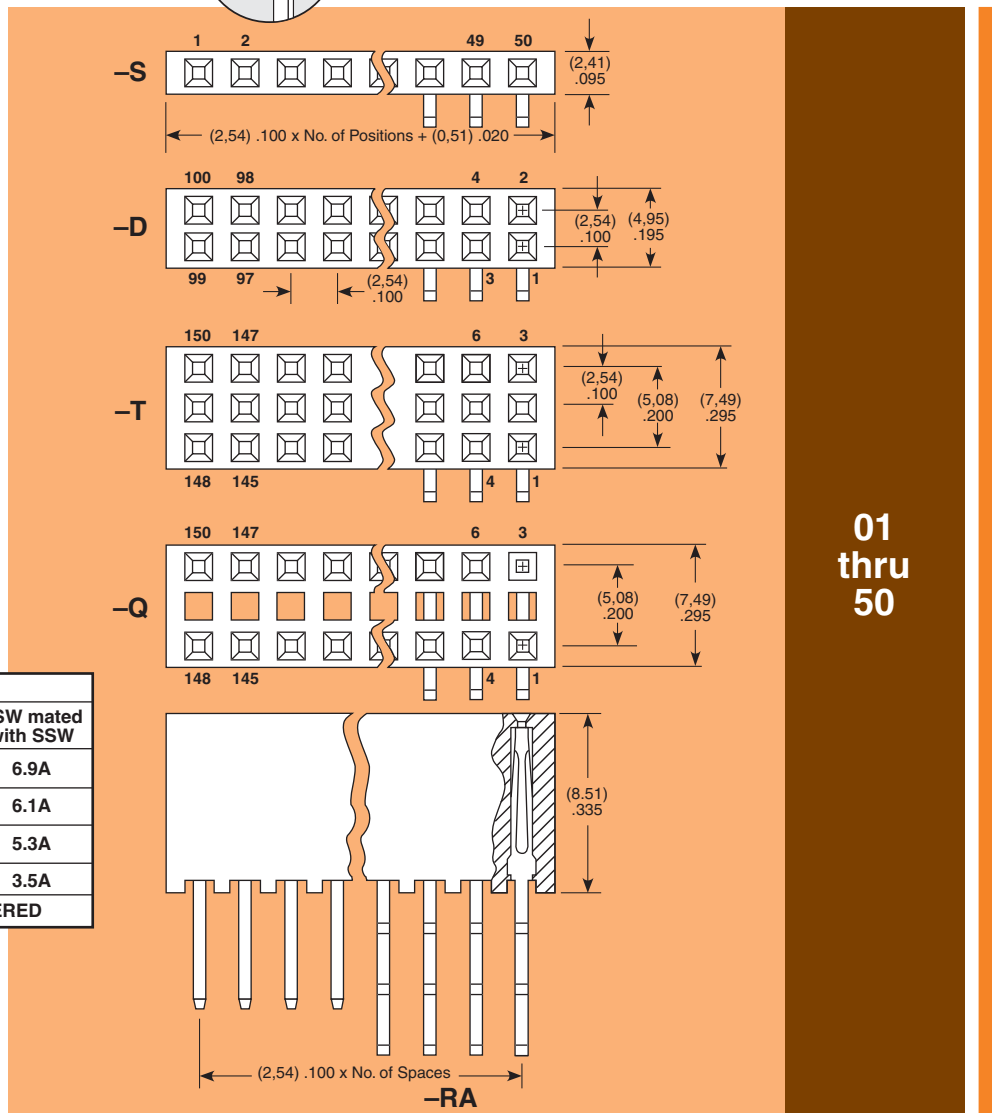 1 2 49 50
–S
(2,41)
.095
(2,54) .100 x No. of Positions + (0,51) .020
100 98 4 2
–D
(2,54)
.100
(4,95)
.195
99 97 3 1
(2,54)
.100
150 147 6 3
–T
(2,54)
.100
(5,08)
.200
(7,49)
.295
148 145 4 1
150 147 6 3
–Q
(5,08)
.200
(7,49)
.295
148 145 4 1
(8.51)
.335
(2,54) .100 x No. of Spaces
–RA
SW mated
with SSW
6.9A
6.1A
5.3A
3.5A
ERED
01
thru
50